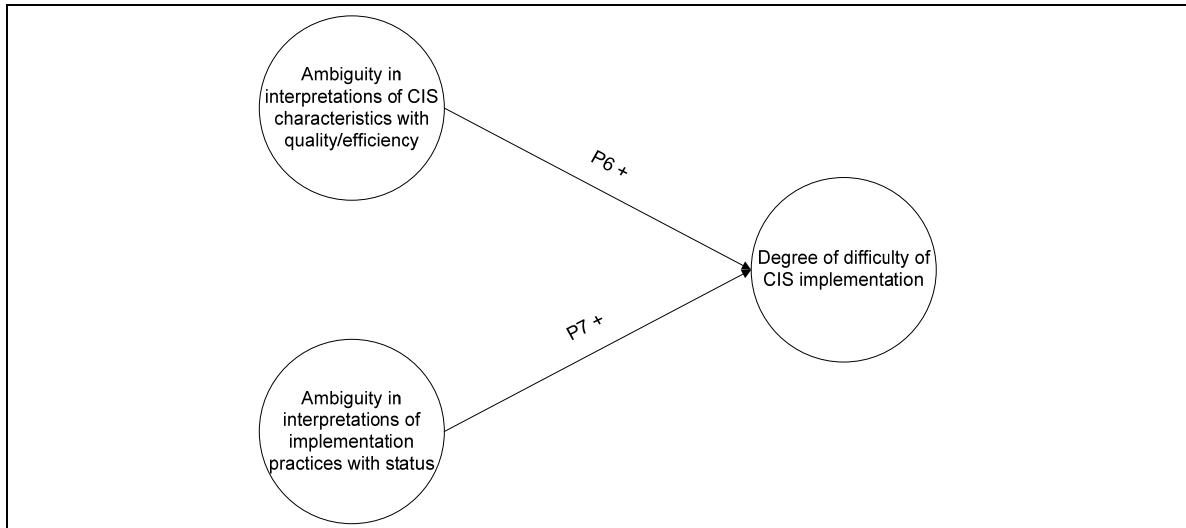 Ambiguity in
interpretations of CIS
characteristics with
quality/efficiency
P6 +
Degree of difficulty of
CIS implementation
P7 +
Ambiguity in
interpretations of
implementation
practices with status